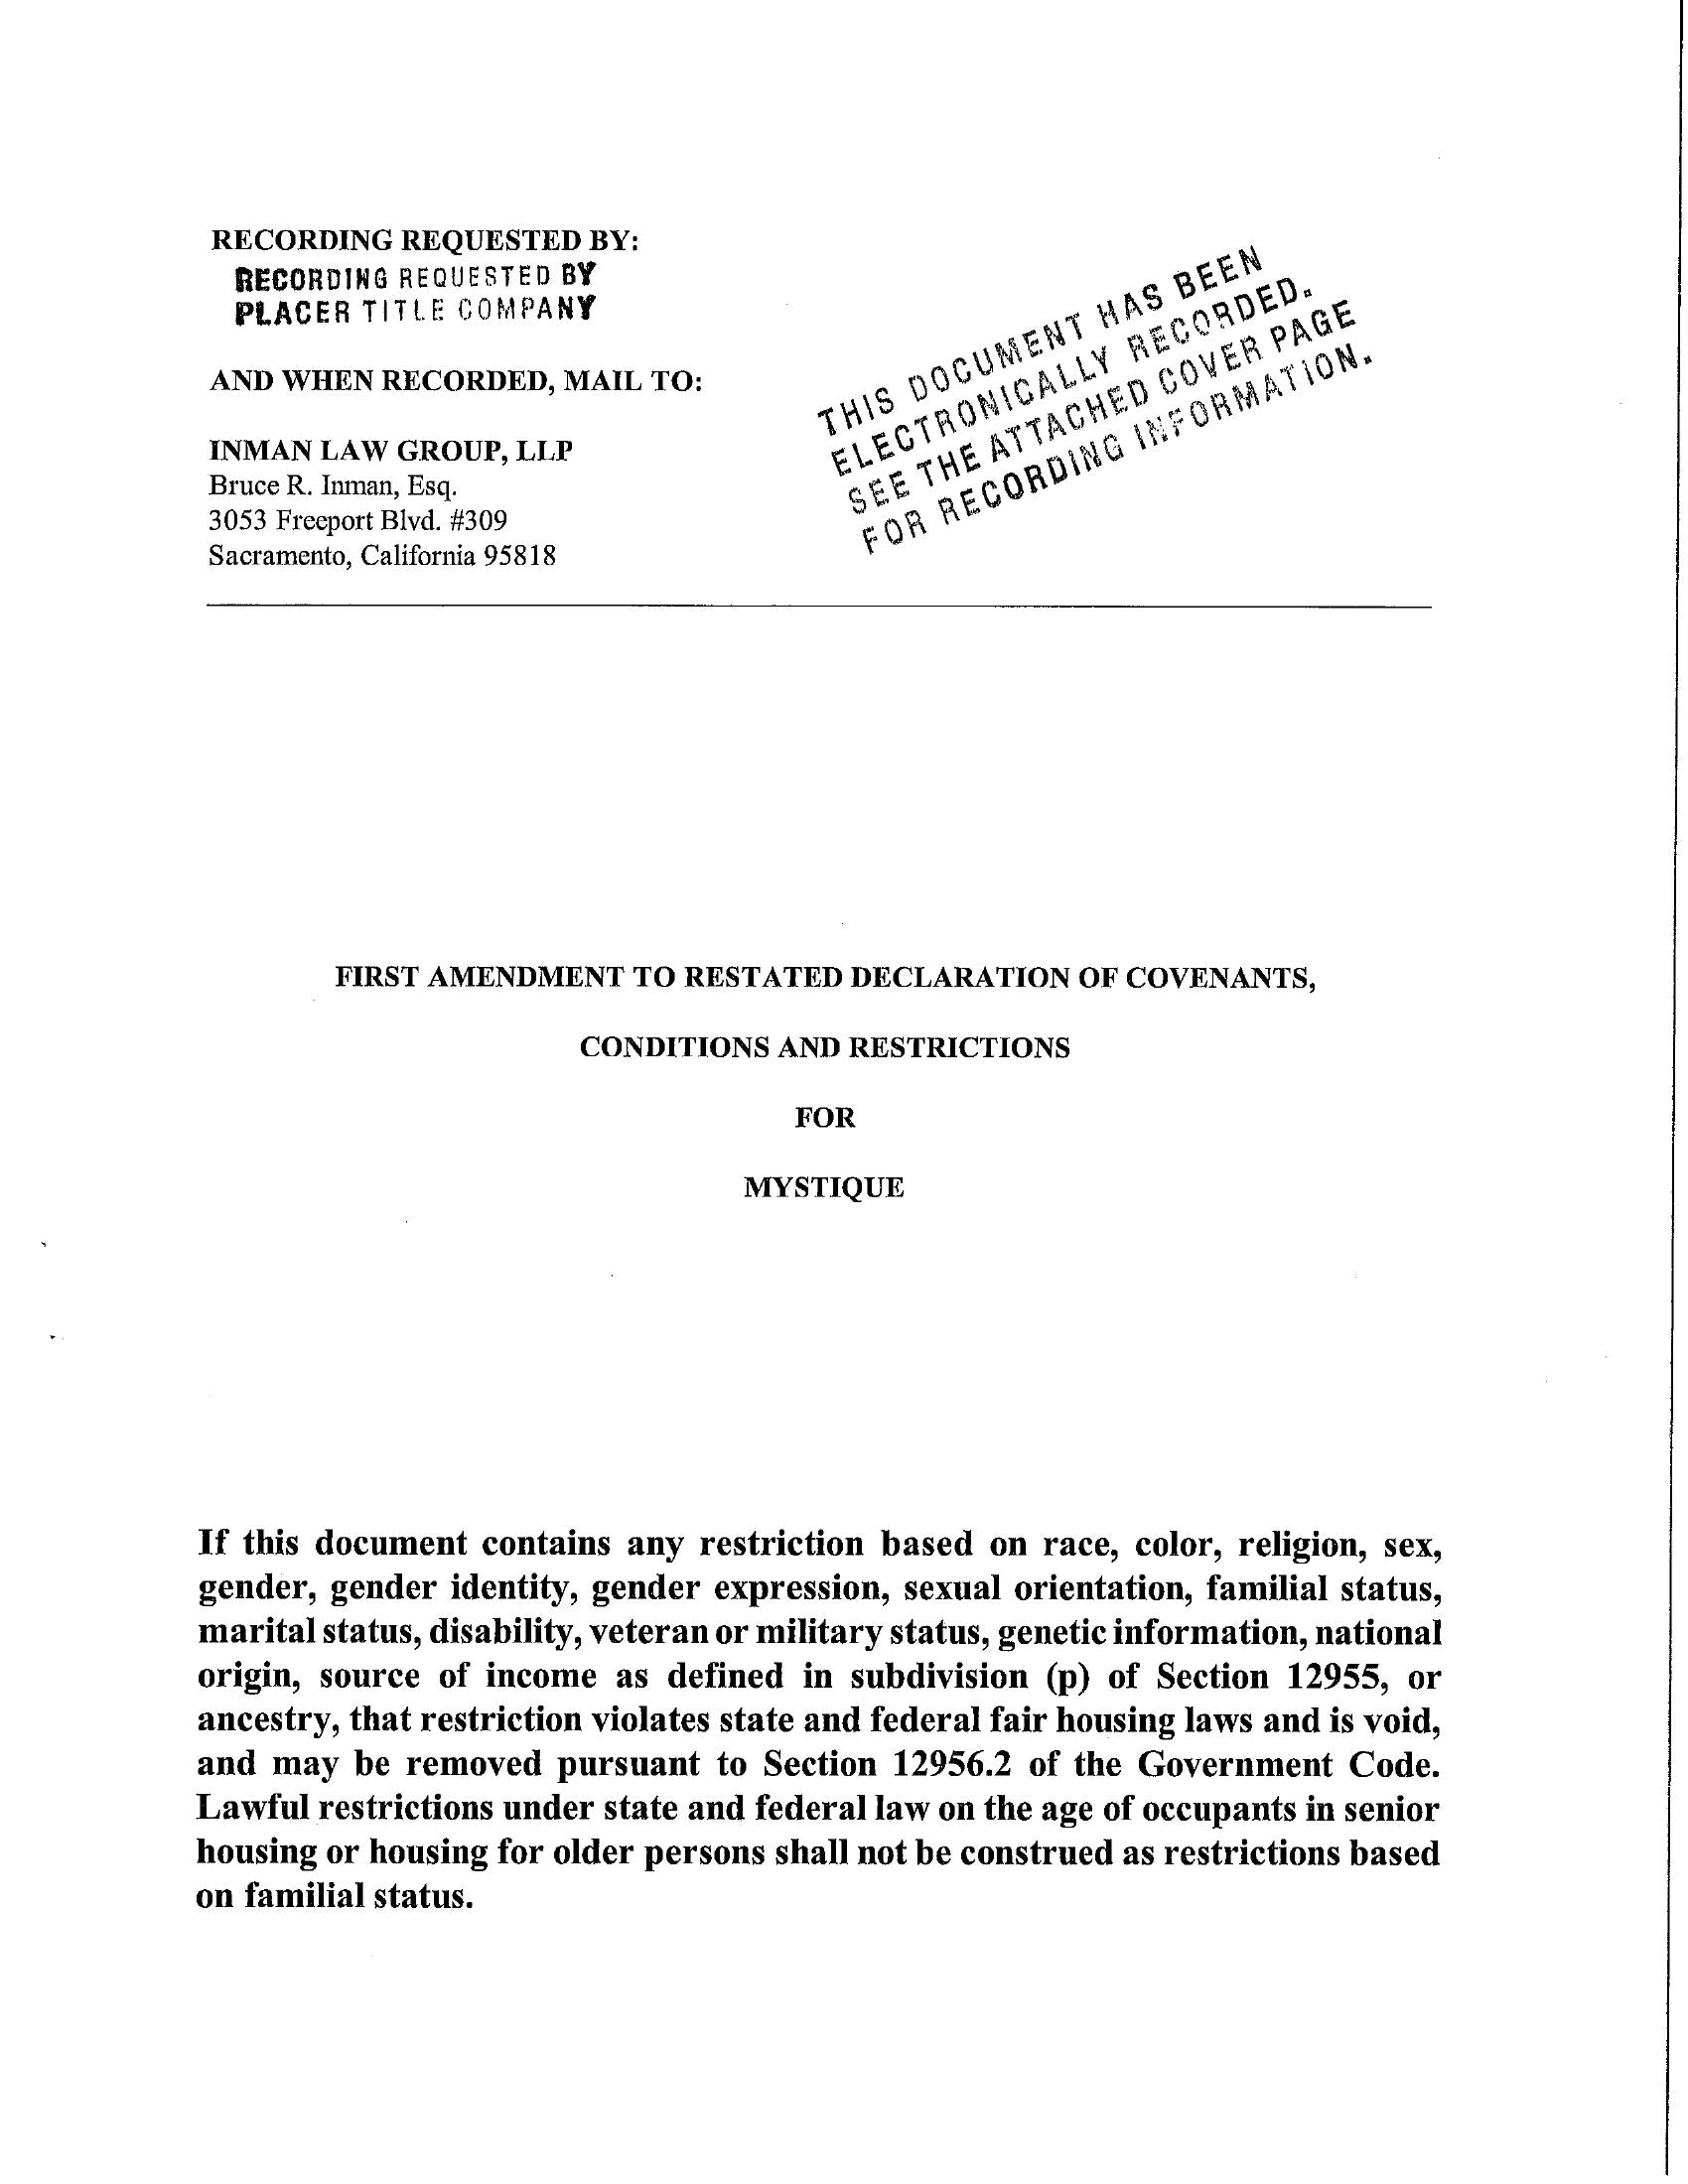 RECORDING REQUESTED BY:
RECORDING REQUESTED BY
PLACER TITLE COMPANY
AND WHEN RECORDED, MAIL TO:
INMAN LAW GROUP, LLP
Bruce R. Inman, Esq.
3053 Freeport Blvd. #309
Sacramento, California 95818
THIS DOCUMENT HAS BEEN
ELECTRONICALLY RECORDED.
SEE THE ATTACHED COVER PAGE
FOR RECORDING INFORMATION.
FIRST AMENDMENT TO RESTATED DECLARATION OF COVENANTS,
CONDITIONS AND RESTRICTIONS
FOR
MYSTIQUE
If this document contains any restriction based on race, color, religion, sex,
gender, gender identity, gender expression, sexual orientation, familial status,
marital status, disability, veteran or military status, genetic information, national
origin, source of income as defined in subdivision (p) of Section 12955, or
ancestry, that restriction violates state and federal fair housing laws and is void,
and may be removed pursuant to Section 12956.2 of the Government Code.
Lawful restrictions under state and federal law on the age of occupants in senior
housing or housing for older persons shall not be construed as restrictions based
on familial status.